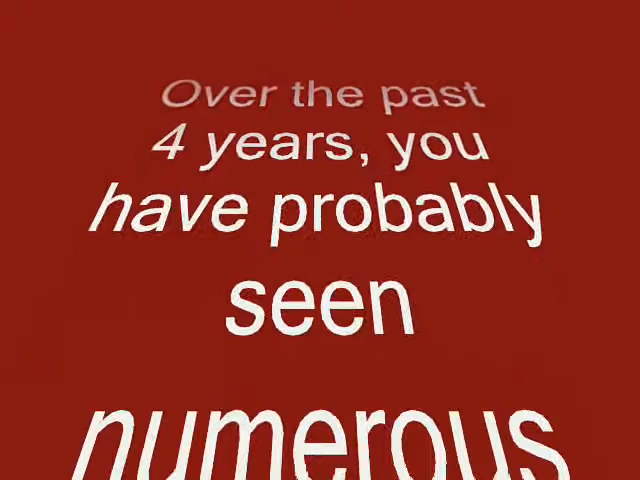 Over the past
4 years, you
have probably
seen
numerous